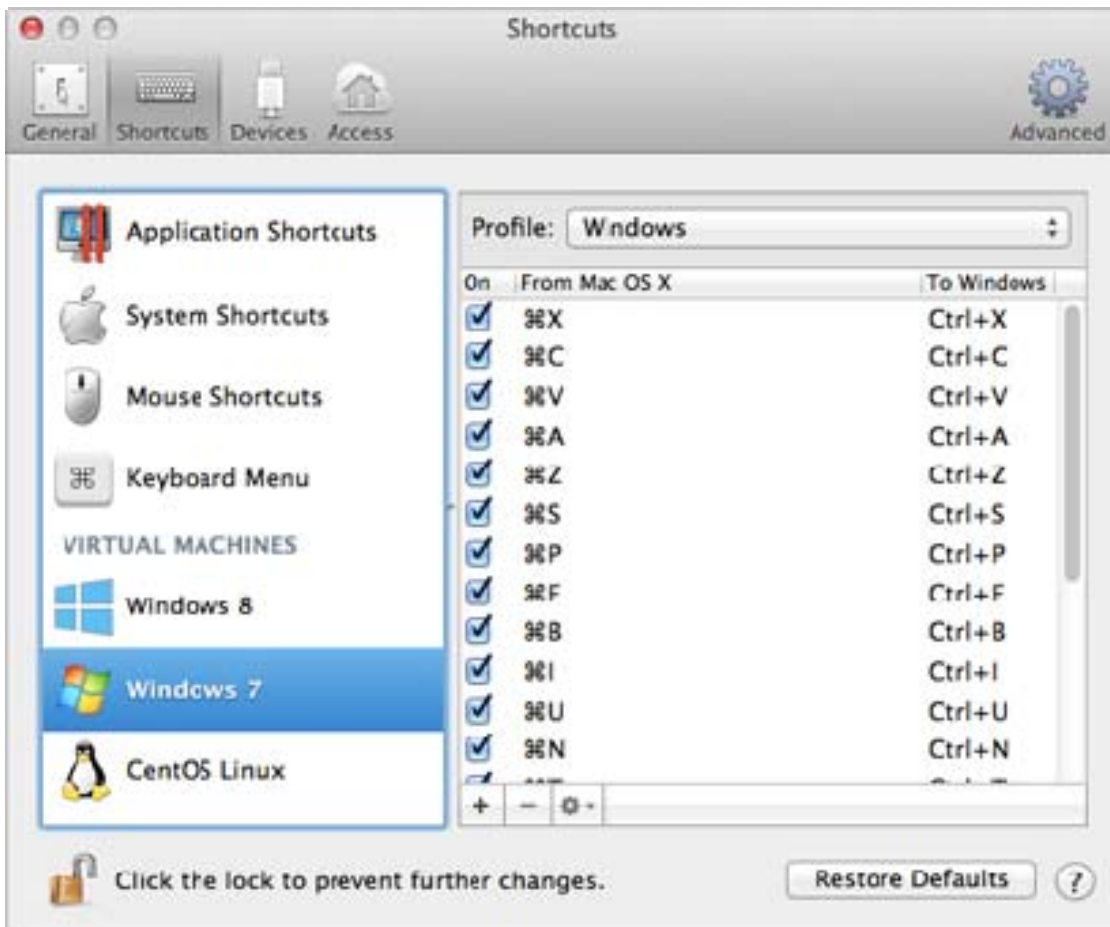 Shortcuts
General Shortcuts Devices Access Advanced
Application Shortcuts
System Shortcuts
Mouse Shortcuts
Keyboard Menu
VIRTUAL MACHINES
Windows 8
Windows 7
CentOS Linux
Profile: Windows
On From Mac OS X To Windows
⌘X Ctrl+X
⌘C Ctrl+C
⌘V Ctrl+V
⌘A Ctrl+A
⌘Z Ctrl+Z
⌘S Ctrl+S
⌘P Ctrl+P
⌘F Ctrl+F
⌘B Ctrl+B
⌘I Ctrl+I
⌘U Ctrl+U
⌘N Ctrl+N
+ −
Click the lock to prevent further changes.
Restore Defaults ?